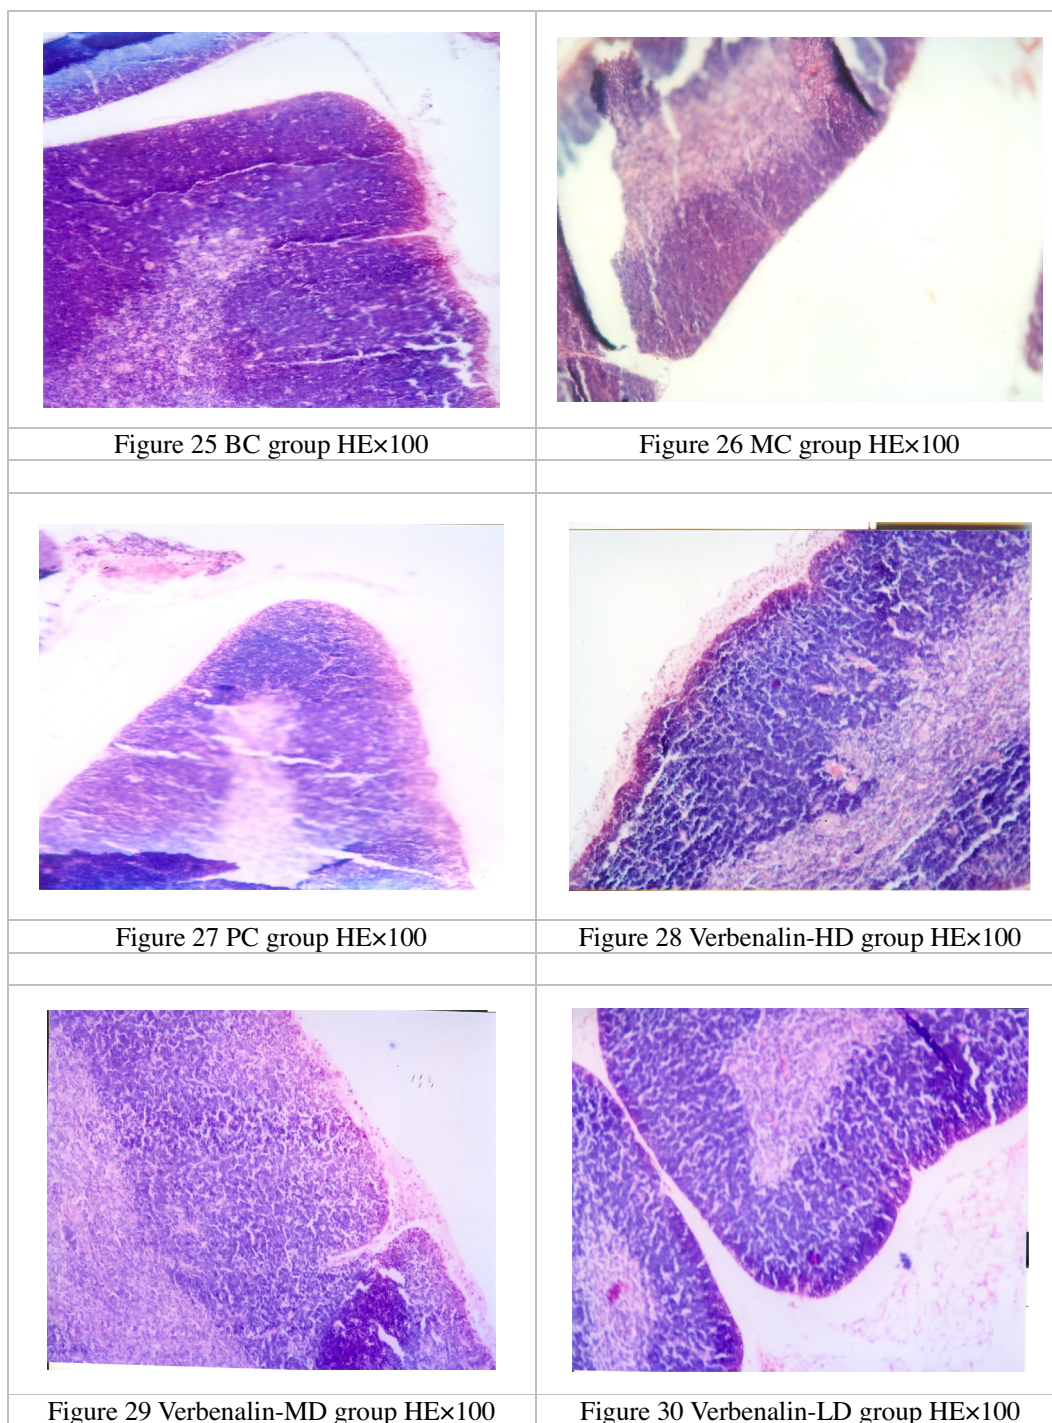 Figure 25 BC group HE×100
Figure 26 MC group HE×100
Figure 27 PC group HE×100
Figure 28 Verbenalin-HD group HE×100
Figure 29 Verbenalin-MD group HE×100
Figure 30 Verbenalin-LD group HE×100